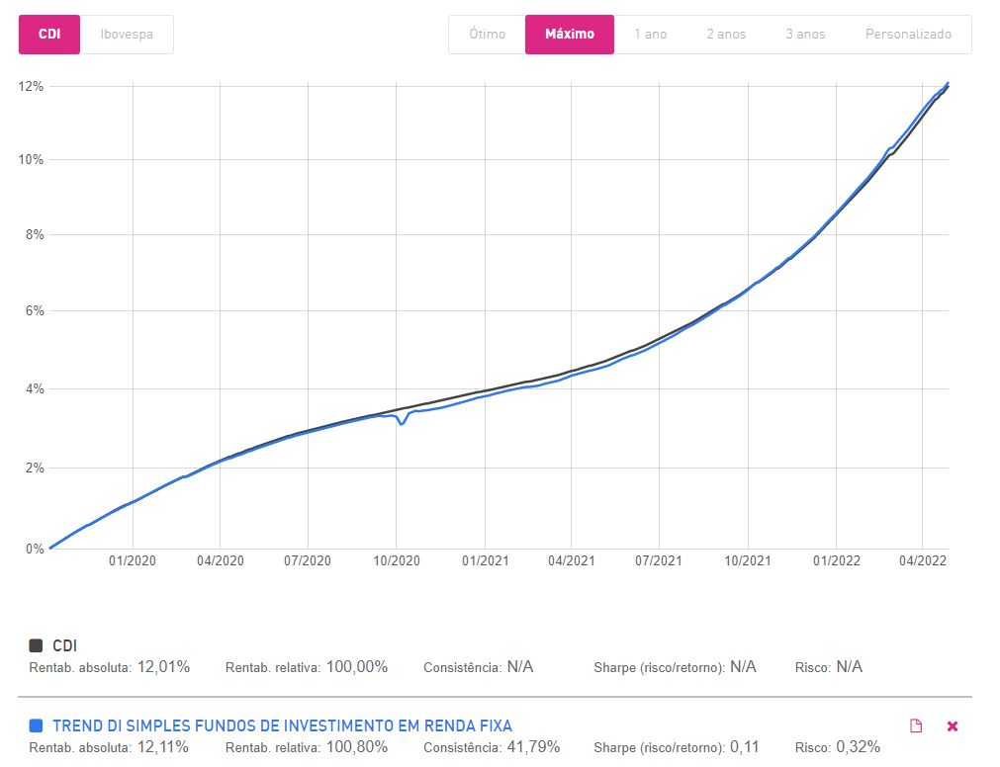 CDI Ibovespa Ótimo Máximo 1 ano 2 anos 3 anos Personalizado
12%
10%
8%
6%
4%
2%
0%
01/2020 04/2020 07/2020 10/2020 01/2021 04/2021 07/2021 10/2021 01/2022 04/2022
CDI
Rentab. absoluta: 12,01% Rentab. relativa: 100,00% Consistência: N/A Sharpe (risco/retorno): N/A Risco: N/A
TREND DI SIMPLES FUNDOS DE INVESTIMENTO EM RENDA FIXA
Rentab. absoluta: 12,11% Rentab. relativa: 100,80% Consistência: 41,79% Sharpe (risco/retorno): 0,11 Risco: 0,32%